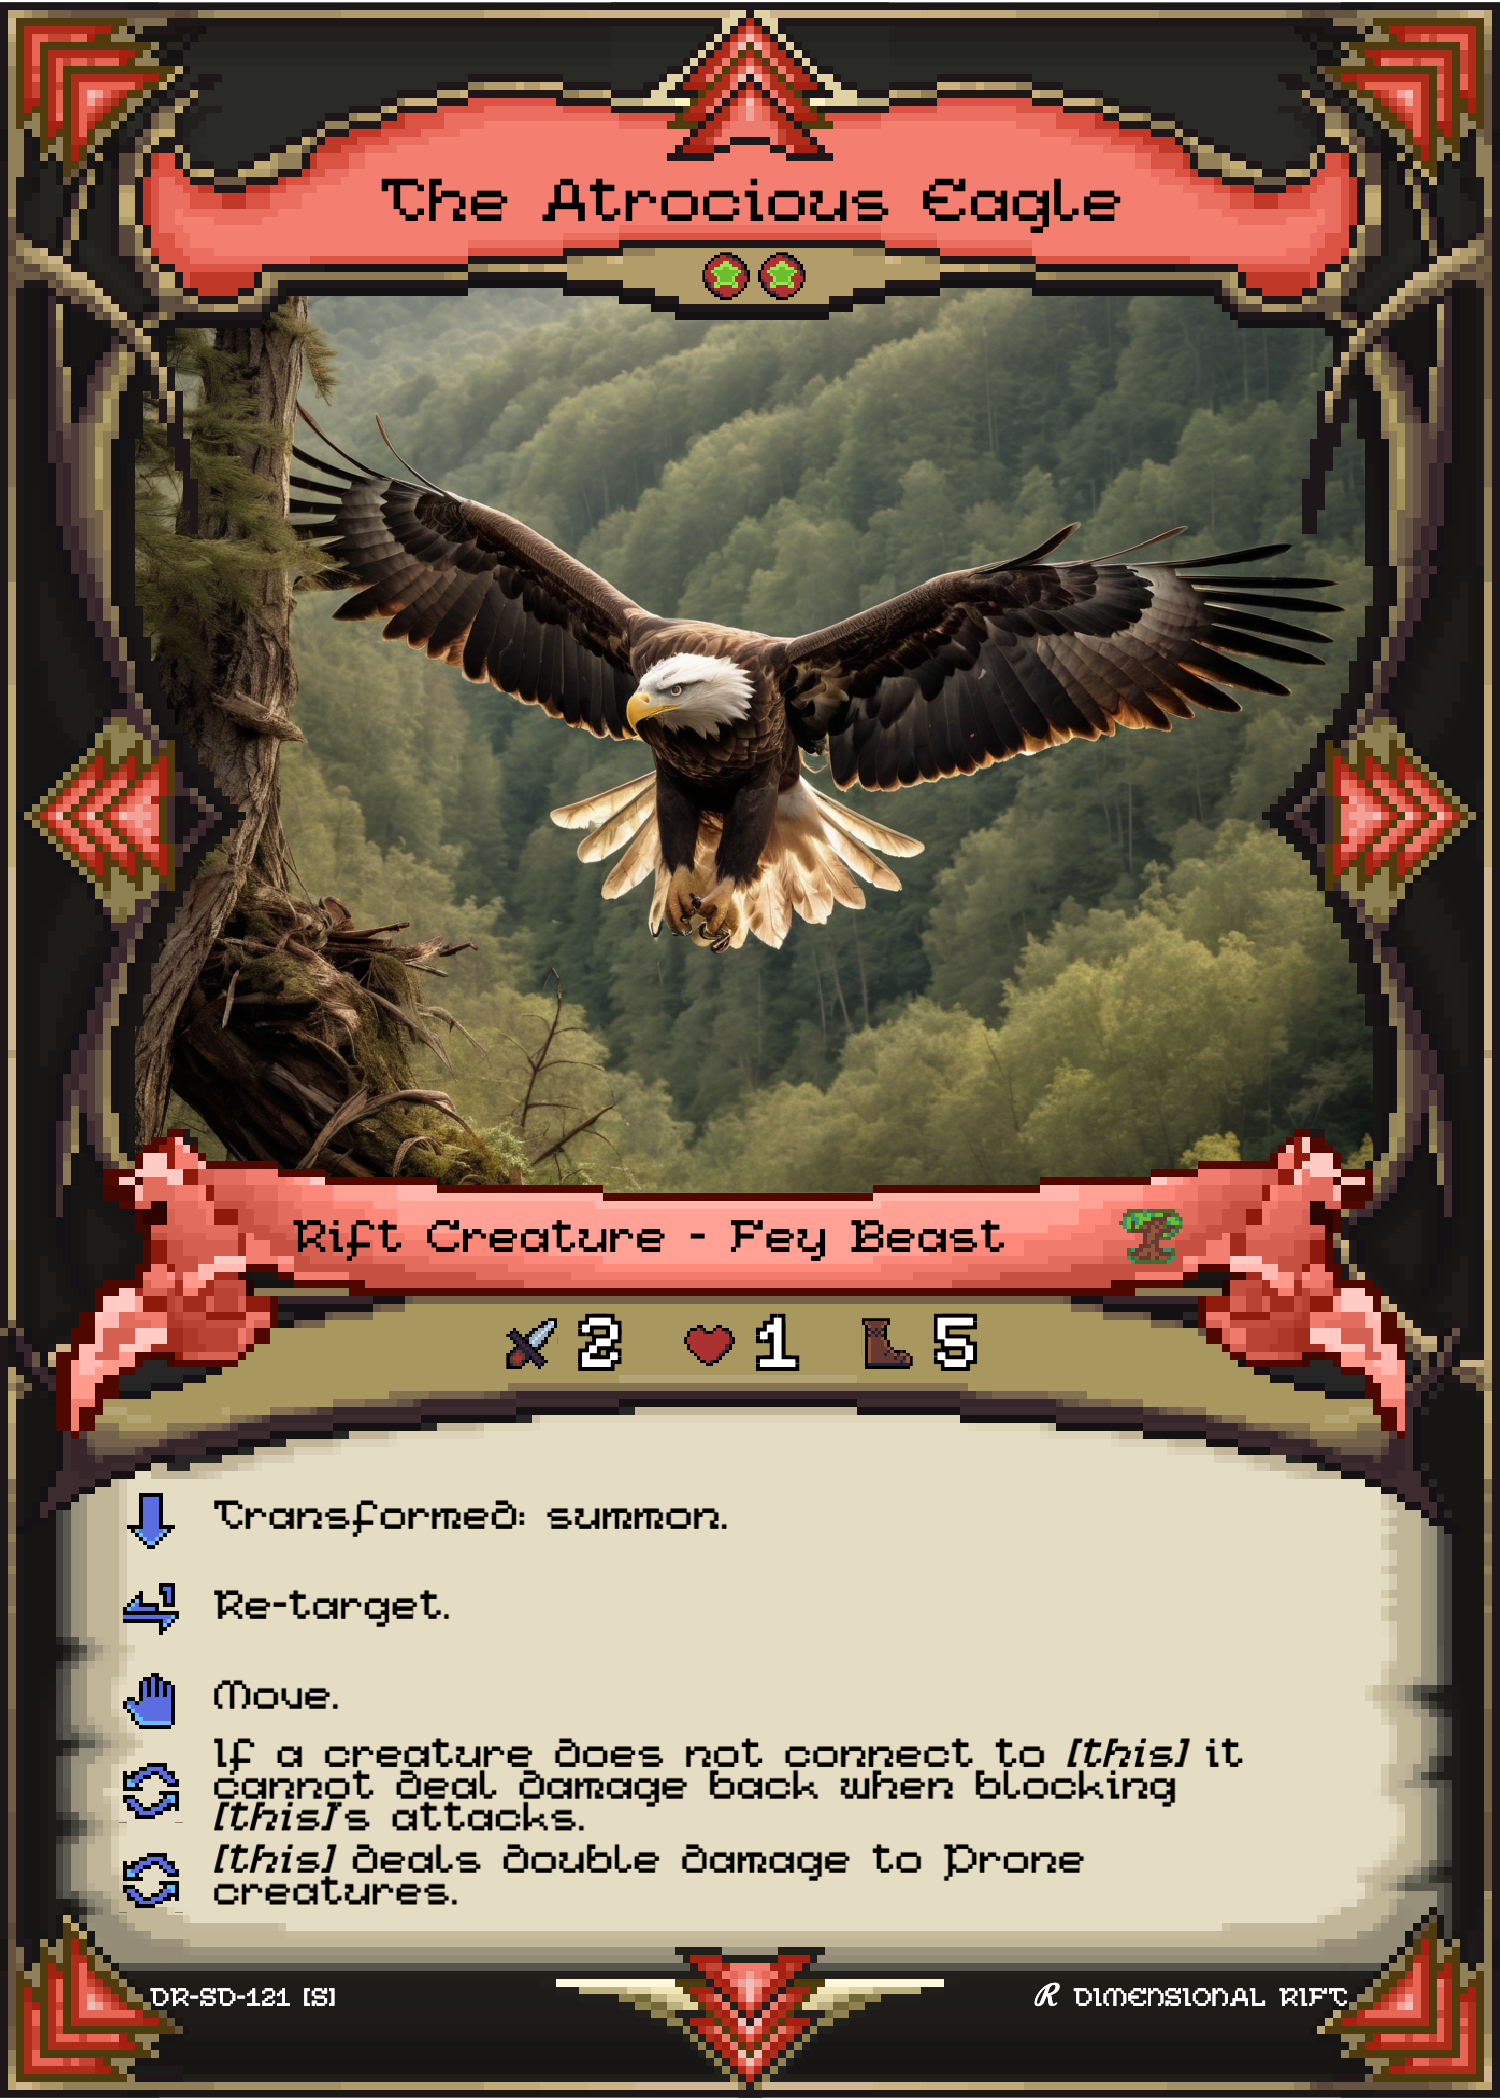 The Atrocious Eagle
Rift Creature - Fey Beast
2 1 5
Transformed: summon.
Re-target.
Move.
If a creature does not connect to [this] it
cannot deal damage back when blocking
[this]'s attacks.
[this] deals double damage to Prone
creatures.
DR-SD-121 [S]
R DIMENSIONAL RIFT